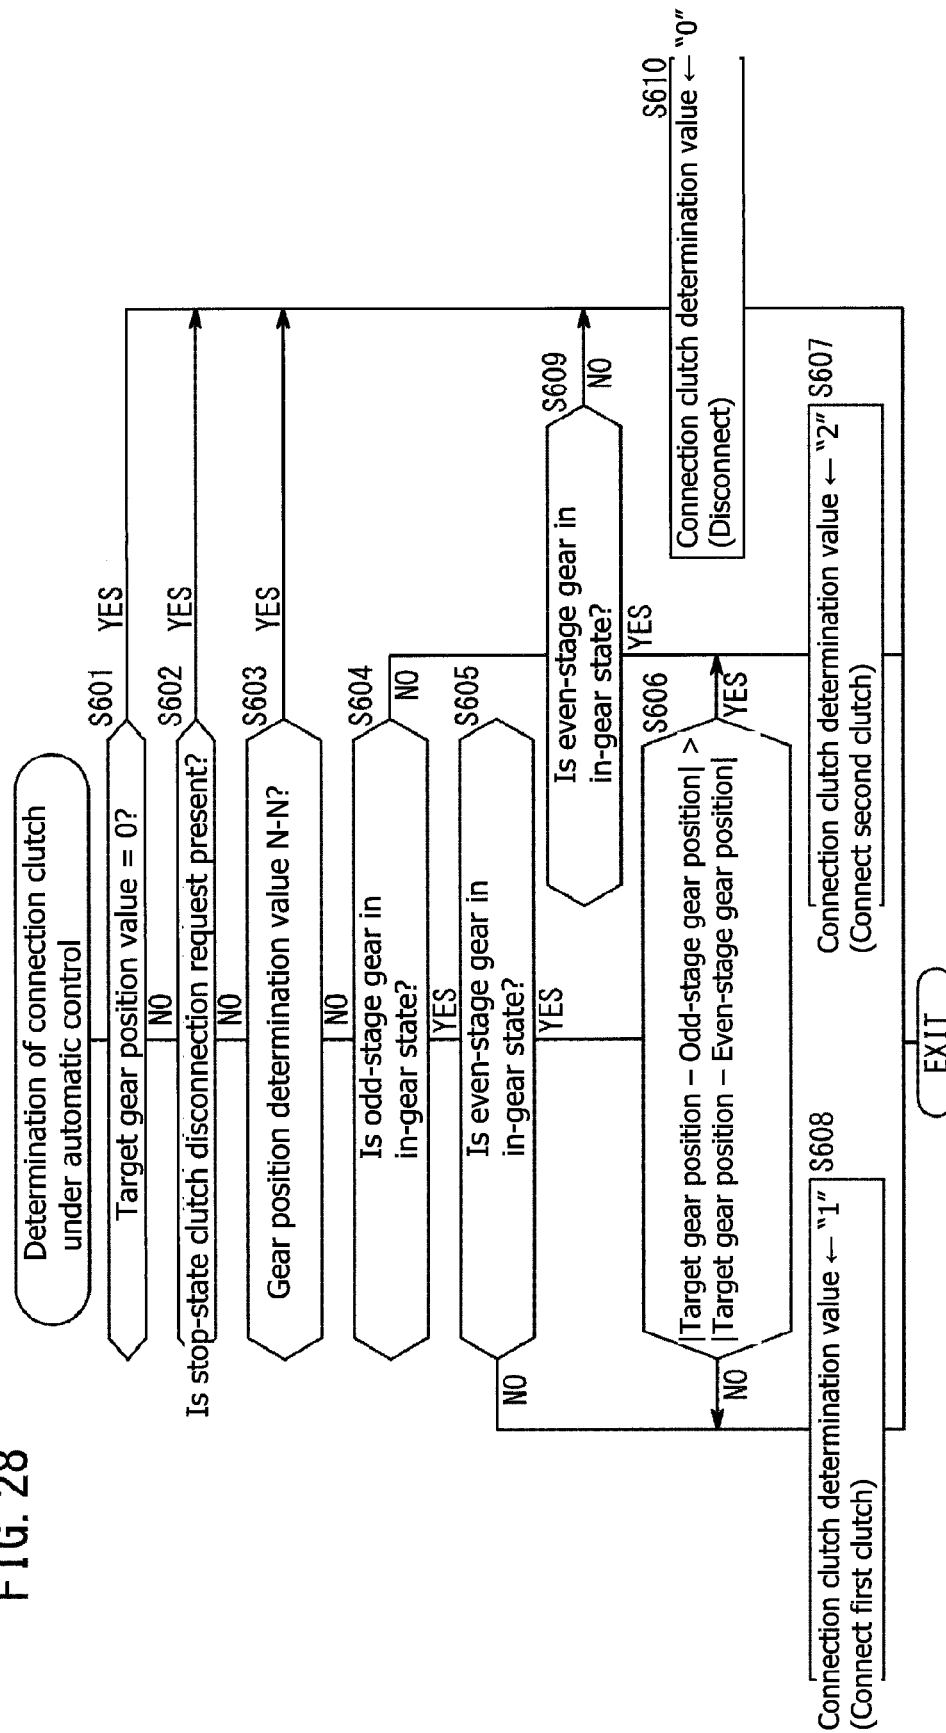 FIG. 28
Determination of connection clutch
under automatic control
S601
Target gear position value = 0?
YES
NO
S602
Is stop-state clutch disconnection request present?
YES
NO
S603
Gear position determination value N-N?
YES
NO
S604
Is odd-stage gear in
in-gear state?
NO
YES
S605
Is even-stage gear in
in-gear state?
NO
YES
S609
Is even-stage gear in
in-gear state?
NO
YES
S606
|Target gear position – Odd-stage gear position| >
|Target gear position – Even-stage gear position|
NO
YES
S610
Connection clutch determination value ← "0"
(Disconnect)
S608
Connection clutch determination value ← "1"
(Connect first clutch)
S607
Connection clutch determination value ← "2"
(Connect second clutch)
EXIT